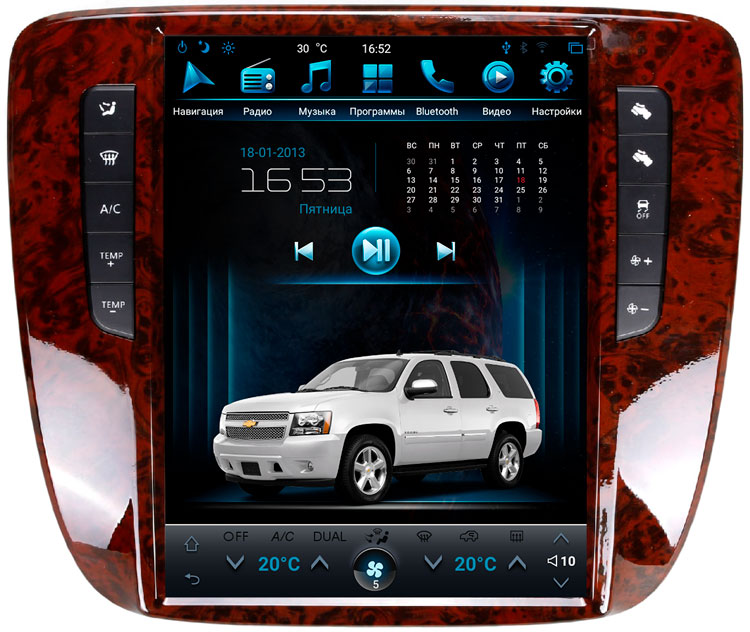 30 °C 16:52
Навигация Радио Музыка Программы Bluetooth Видео Настройки
18-01-2013
16 53
Пятница
ВС ПН ВТ СР ЧТ ПТ СБ
30 31 1 2 3 4 5
6 7 8 9 10 11 12
13 14 15 16 17 18 19
20 21 22 23 24 25 26
27 28 29 30 31 1 2
3 4 5 6 7 8 9
A/C
TEMP
+
TEMP
–
OFF
+
–
OFF A/C DUAL
20°C 20°C 10
5